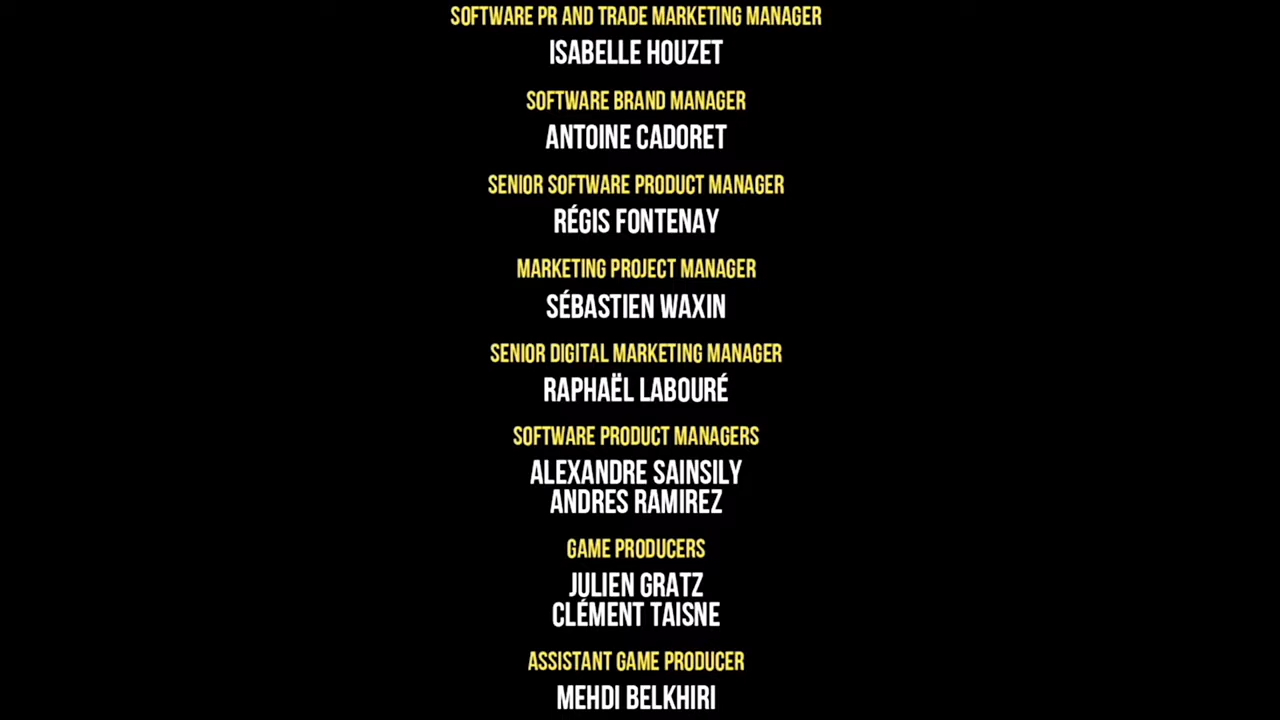 SOFTWARE PR AND TRADE MARKETING MANAGER
ISABELLE HOUZET
SOFTWARE BRAND MANAGER
ANTOINE CADORET
SENIOR SOFTWARE PRODUCT MANAGER
RÉGIS FONTENAY
MARKETING PROJECT MANAGER
SÉBASTIEN WAXIN
SENIOR DIGITAL MARKETING MANAGER
RAPHAËL LABOURÉ
SOFTWARE PRODUCT MANAGERS
ALEXANDRE SAINSILY
ANDRES RAMIREZ
GAME PRODUCERS
JULIEN GRATZ
CLÉMENT TAISNE
ASSISTANT GAME PRODUCER
MEHDI BELKHIRI